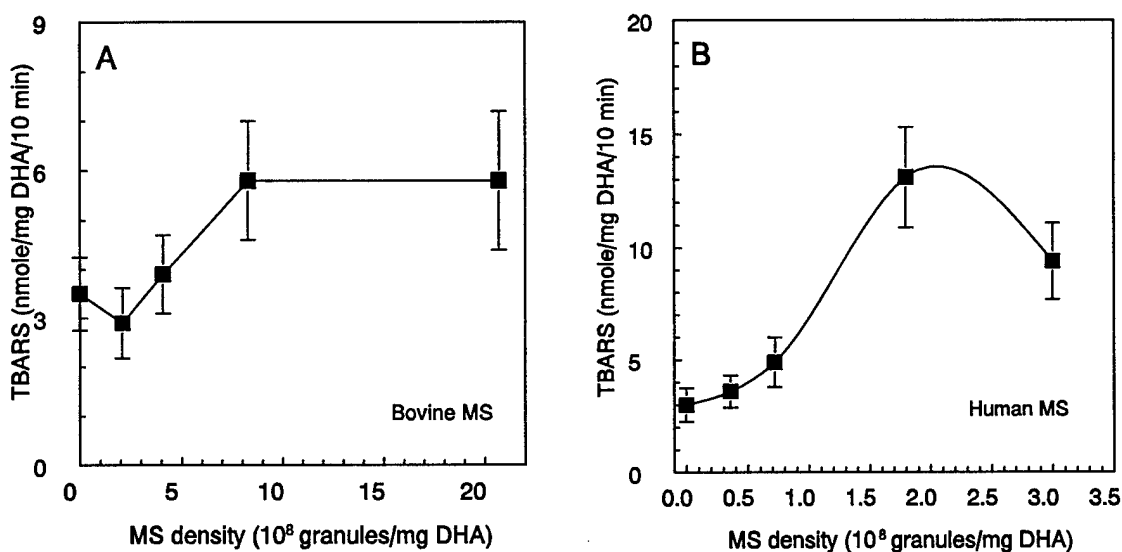 A
TBARS (nmole/mg DHA/10 min)
9
6
3
0
Bovine MS
0 5 10 15 20
MS density (10⁸ granules/mg DHA)
B
TBARS (nmole/mg DHA/10 min)
20
15
10
5
0
Human MS
0.0 0.5 1.0 1.5 2.0 2.5 3.0 3.5
MS density (10⁸ granules/mg DHA)